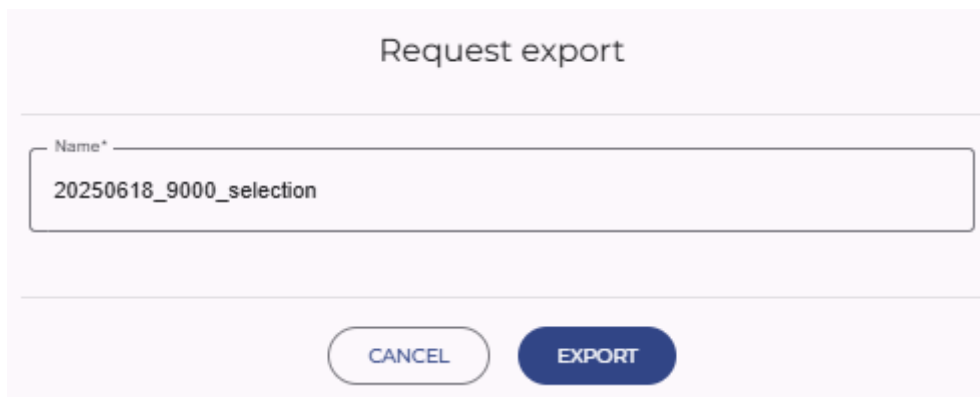 Request export
Name*
20250618_9000_selection
CANCEL
EXPORT